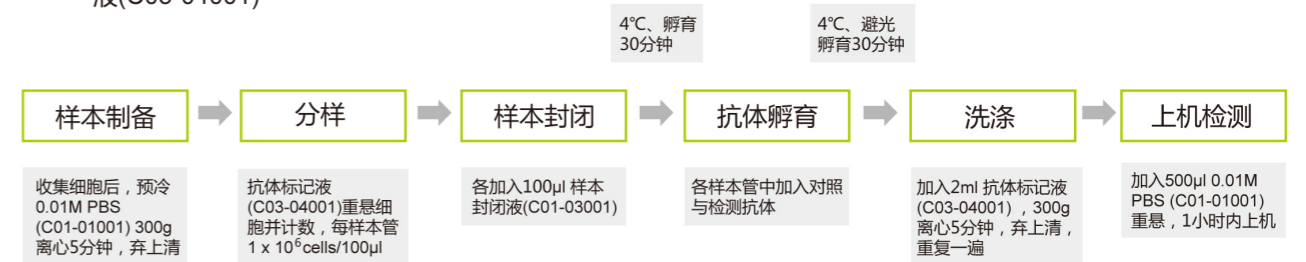 液(C03-04001)
4℃、孵育
30分钟
4℃、避光
孵育30分钟
样本制备
分样
样本封闭
抗体孵育
洗涤
上机检测
收集细胞后，预冷
0.01M PBS
(C01-01001) 300g
离心5分钟，弃上清
抗体标记液
(C03-04001)重悬细
胞并计数，每样本管
1 x 10⁶cells/100μl
各加入100μl 样本
封闭液(C01-03001)
各样本管中加入对照
与检测抗体
加入2ml 抗体标记液
(C03-04001)，300g
离心5分钟，弃上清，
重复一遍
加入500μl 0.01M
PBS (C01-01001)
重悬，1小时内上机